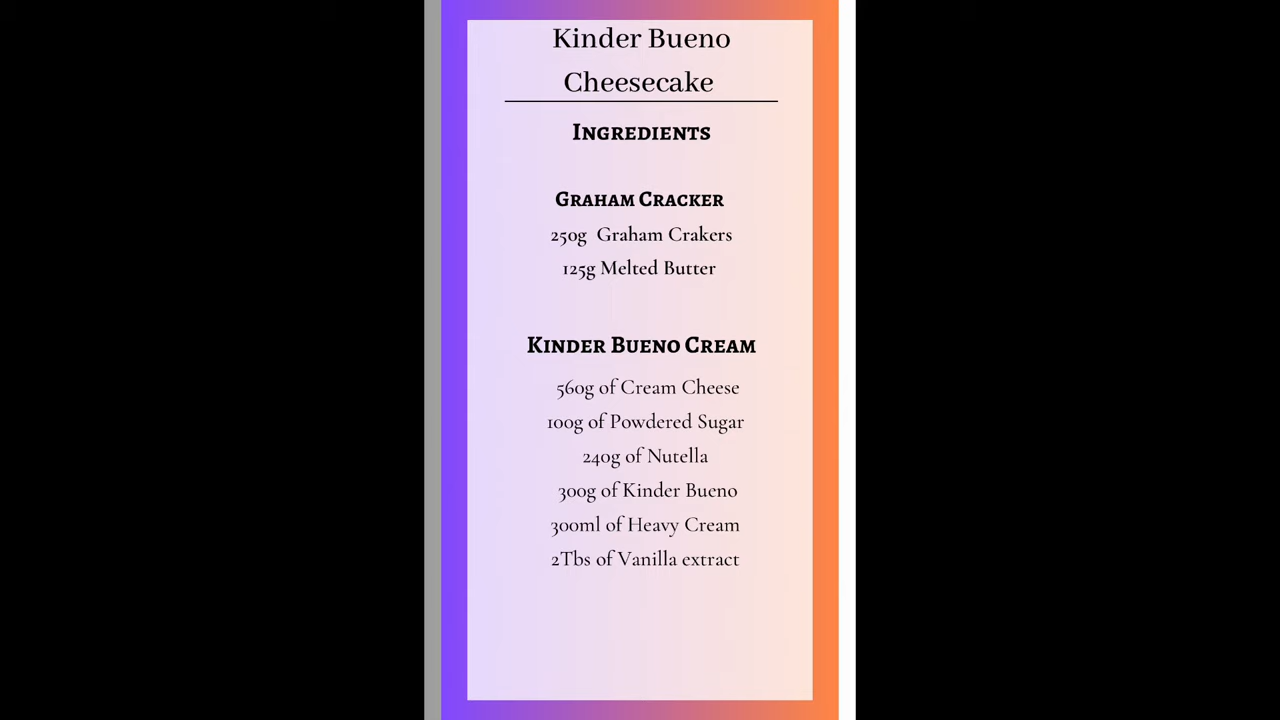 Kinder Bueno
Cheesecake
Ingredients
Graham Cracker
250g  Graham Crakers
125g Melted Butter
Kinder Bueno Cream
560g of Cream Cheese
100g of Powdered Sugar
240g of Nutella
300g of Kinder Bueno
300ml of Heavy Cream
2Tbs of Vanilla extract